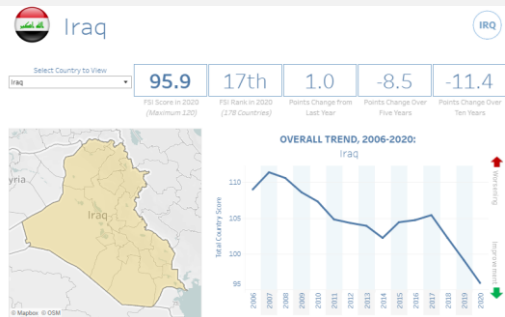 Iraq
IRQ
Select Country to View
Iraq
95.9
FSI Score in 2020
(Maximum 120)
17th
FSI Rank in 2020
(178 Countries)
1.0
Points Change from
Last Year
-8.5
Points Change Over
Five Years
-11.4
Points Change Over
Ten Years
yria
Iraq
© Mapbox © OSM
OVERALL TREND, 2006-2020:
Iraq
Total Country Score
110
105
100
95
2006
2007
2008
2009
2010
2011
2012
2013
2014
2015
2016
2017
2018
2019
2020
Worsening
Improvement